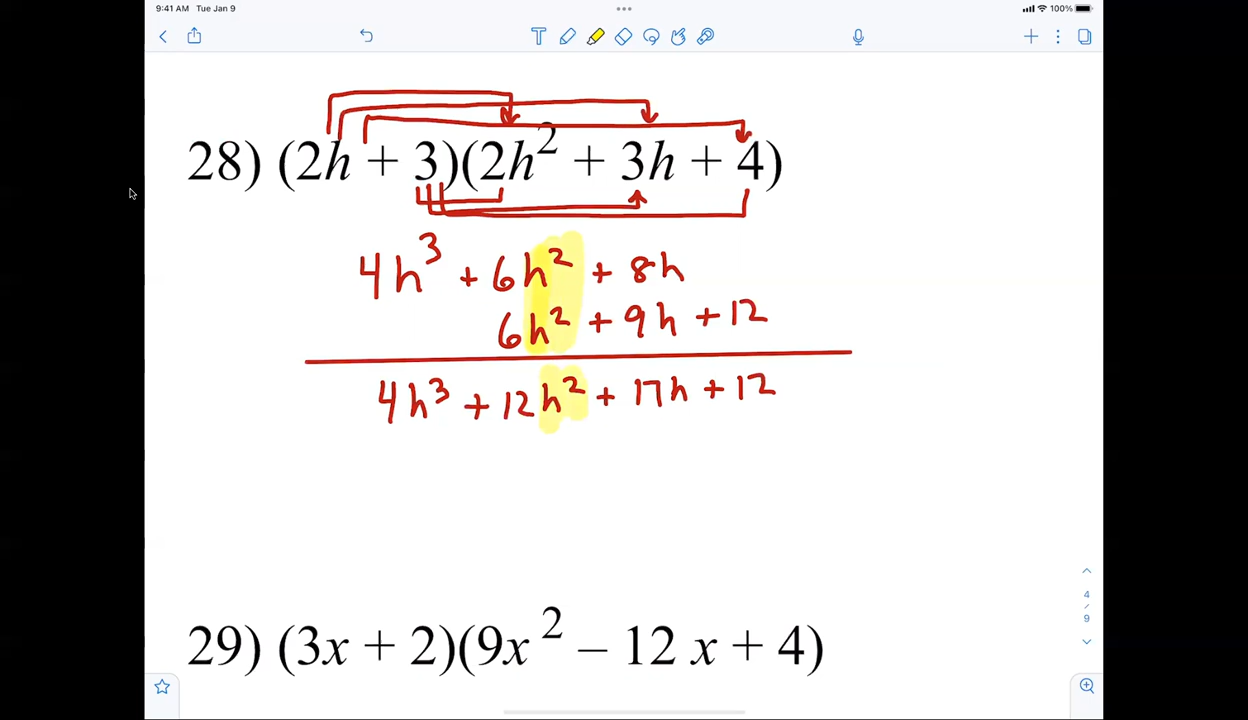 9:41 AM Tue Jan 9
100%
28) (2h + 3)(2h² + 3h + 4)
4h³ + 6h² + 8h
6h² + 9h + 12
4h³ + 12h² + 17h + 12
4
/
9
29) (3x + 2)(9x² – 12 x + 4)